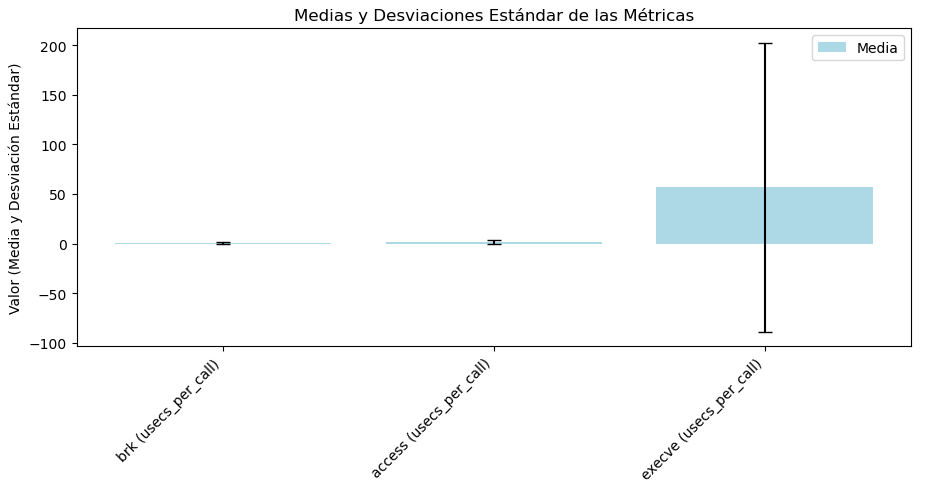 Medias y Desviaciones Estándar de las Métricas
Media
Valor (Media y Desviación Estándar)
200
150
100
50
0
−50
−100
brk (usecs_per_call)
access (usecs_per_call)
execve (usecs_per_call)